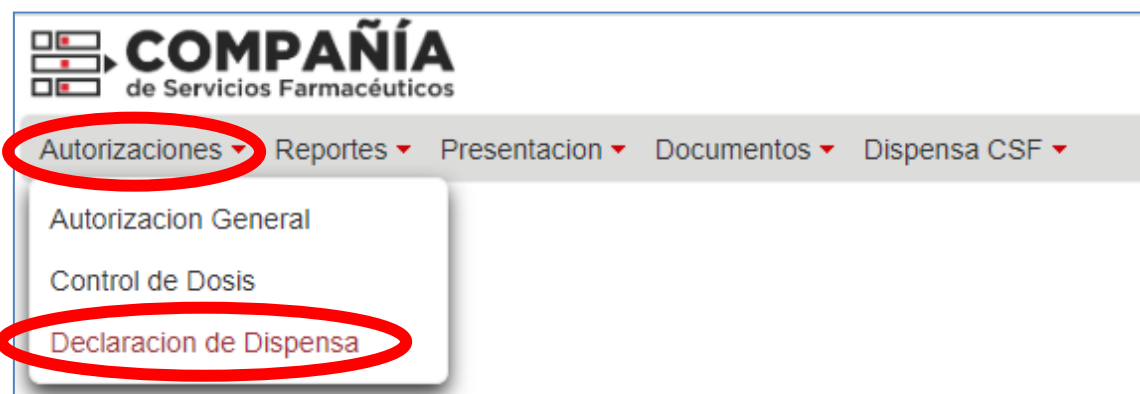 COMPAÑÍA
de Servicios Farmacéuticos
Autorizaciones Reportes Presentacion Documentos Dispensa CSF
Autorizacion General
Control de Dosis
Declaracion de Dispensa